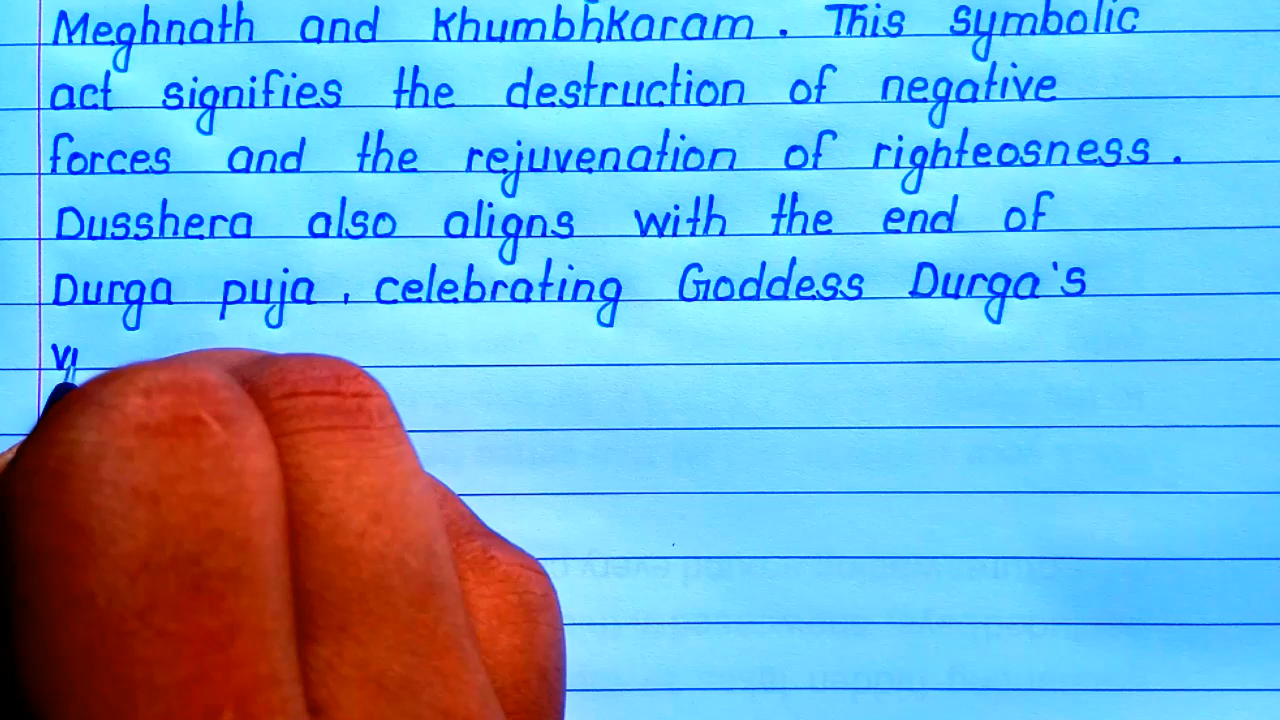 Meghnath and Khumbhkaram. This symbolic
act signifies the destruction of negative
forces and the rejuvenation of righteosness.
Dusshera also aligns with the end of
Durga puja, celebrating Goddess Durga's